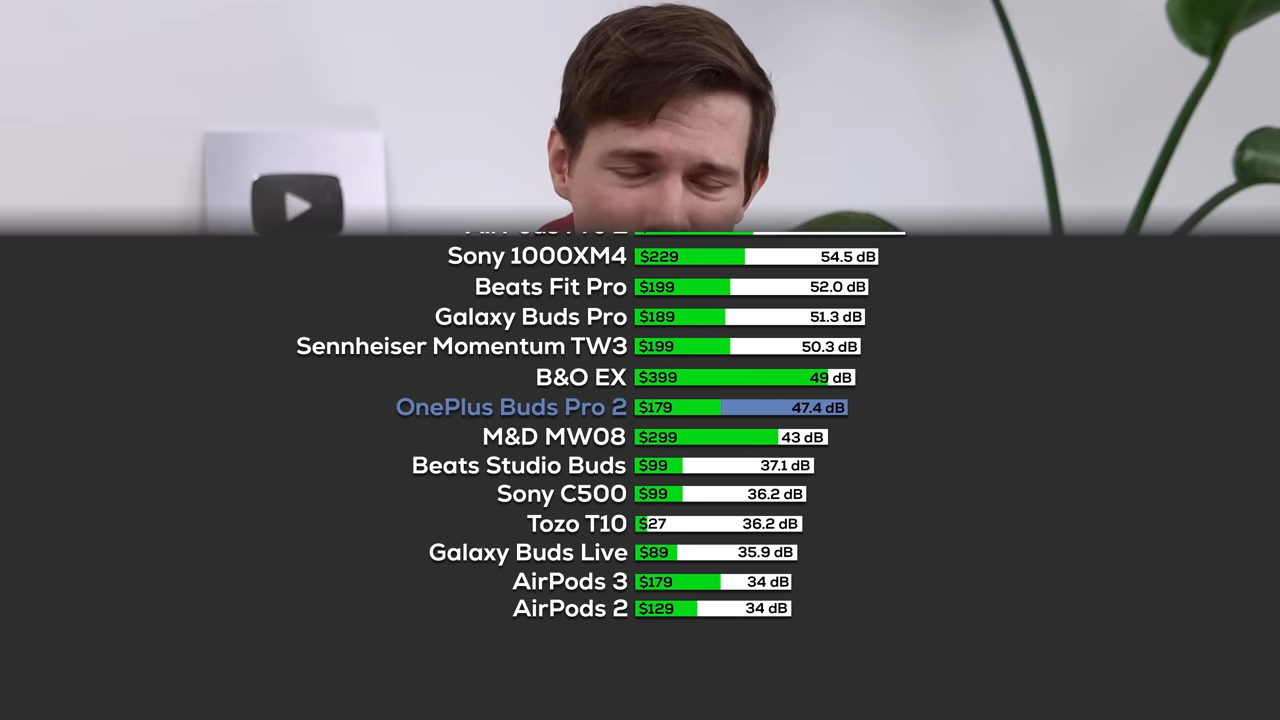 Sony 1000XM4 $229 54.5 dB
Beats Fit Pro $199 52.0 dB
Galaxy Buds Pro $189 51.3 dB
Sennheiser Momentum TW3 $199 50.3 dB
B&O EX $399 49 dB
OnePlus Buds Pro 2 $179 47.4 dB
M&D MW08 $299 43 dB
Beats Studio Buds $99 37.1 dB
Sony C500 $99 36.2 dB
Tozo T10 $27 36.2 dB
Galaxy Buds Live $89 35.9 dB
AirPods 3 $179 34 dB
AirPods 2 $129 34 dB